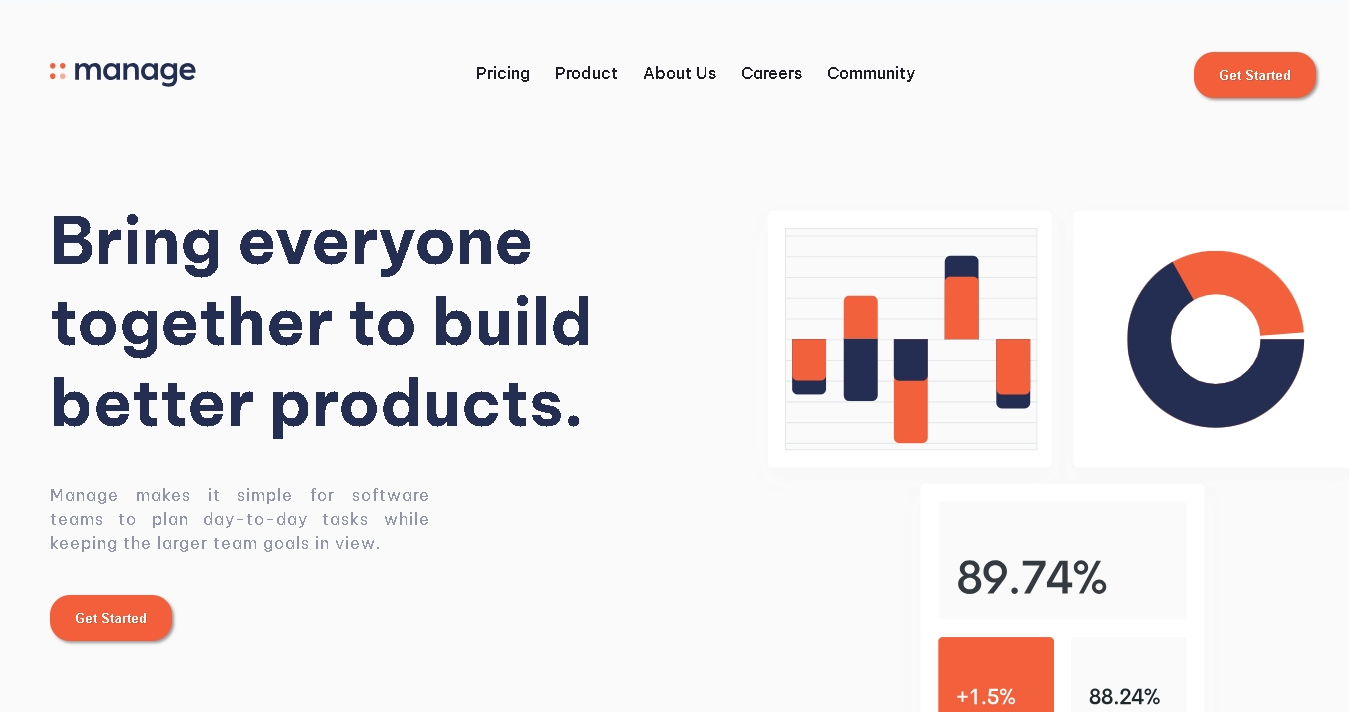 manage
Pricing Product About Us Careers Community
Get Started
Bring everyone
together to build
better products.
Manage makes it simple for software
teams to plan day-to-day tasks while
keeping the larger team goals in view.
Get Started
89.74%
+1.5%
88.24%